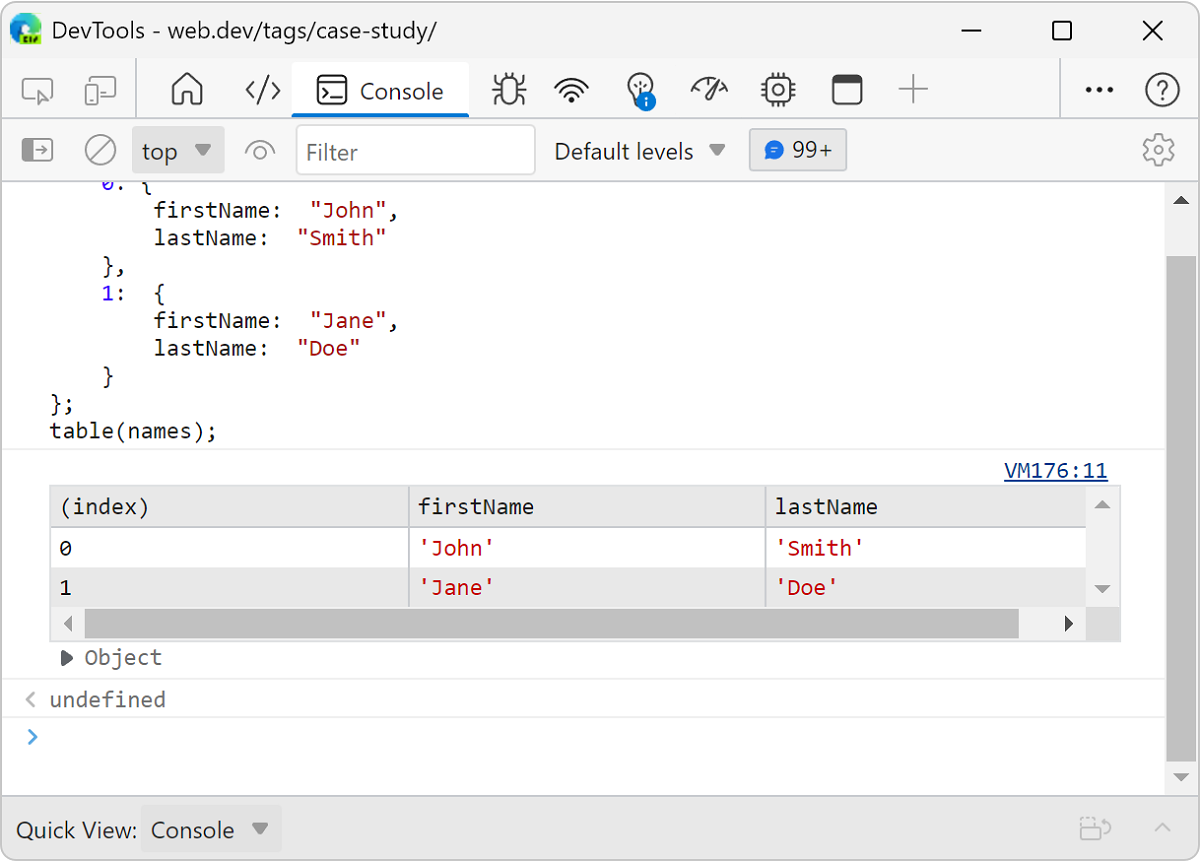 DevTools - web.dev/tags/case-study/
Console
top Filter Default levels 99+
0: {
firstName: "John",
lastName: "Smith"
},
1: {
firstName: "Jane",
lastName: "Doe"
}
};
table(names);
VM176:11
(index) firstName lastName
0 'John' 'Smith'
1 'Jane' 'Doe'
Object
undefined
Quick View: Console